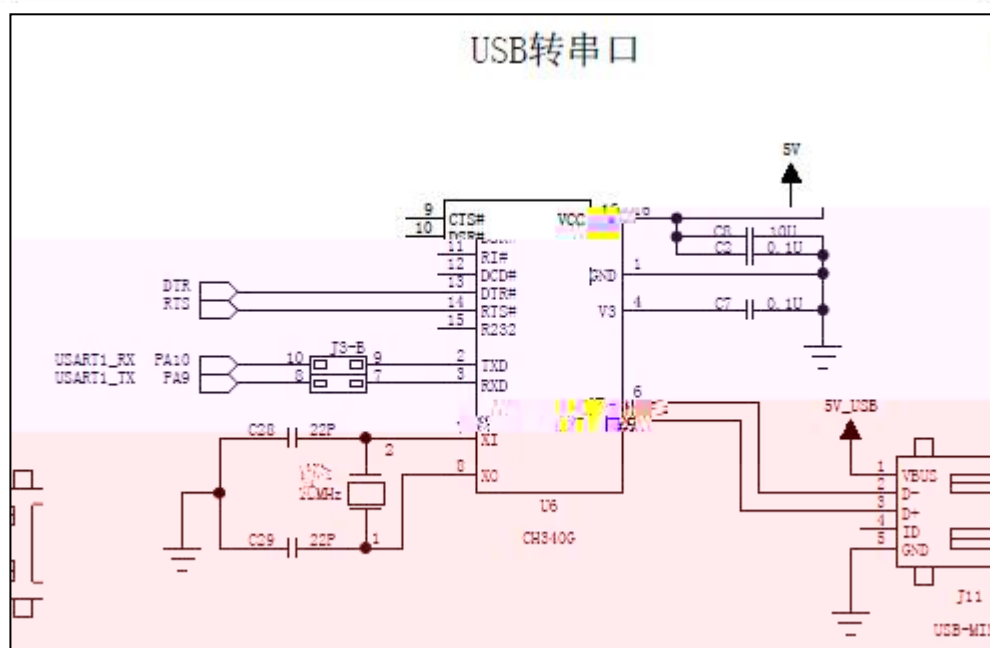 USB转串口
5V
9 CTS# VCC
10
C8 10U
C2 0.1U
11 RI#
12 DCD# GND 1
DTR 13 DTR#
RTS 14 RTS# V3 4 C7 0.1U
15 R232
J3-B
USART1_RX PA10 10 9 2 TXD
USART1_TX PA9 8 7 3 RXD
6
5V_USB
C28 22P 2 XI
8 XO
1 VBUS
2 D-
3 D+
4 ID
5 GND
U6
C29 22P 1 CH340G
J11